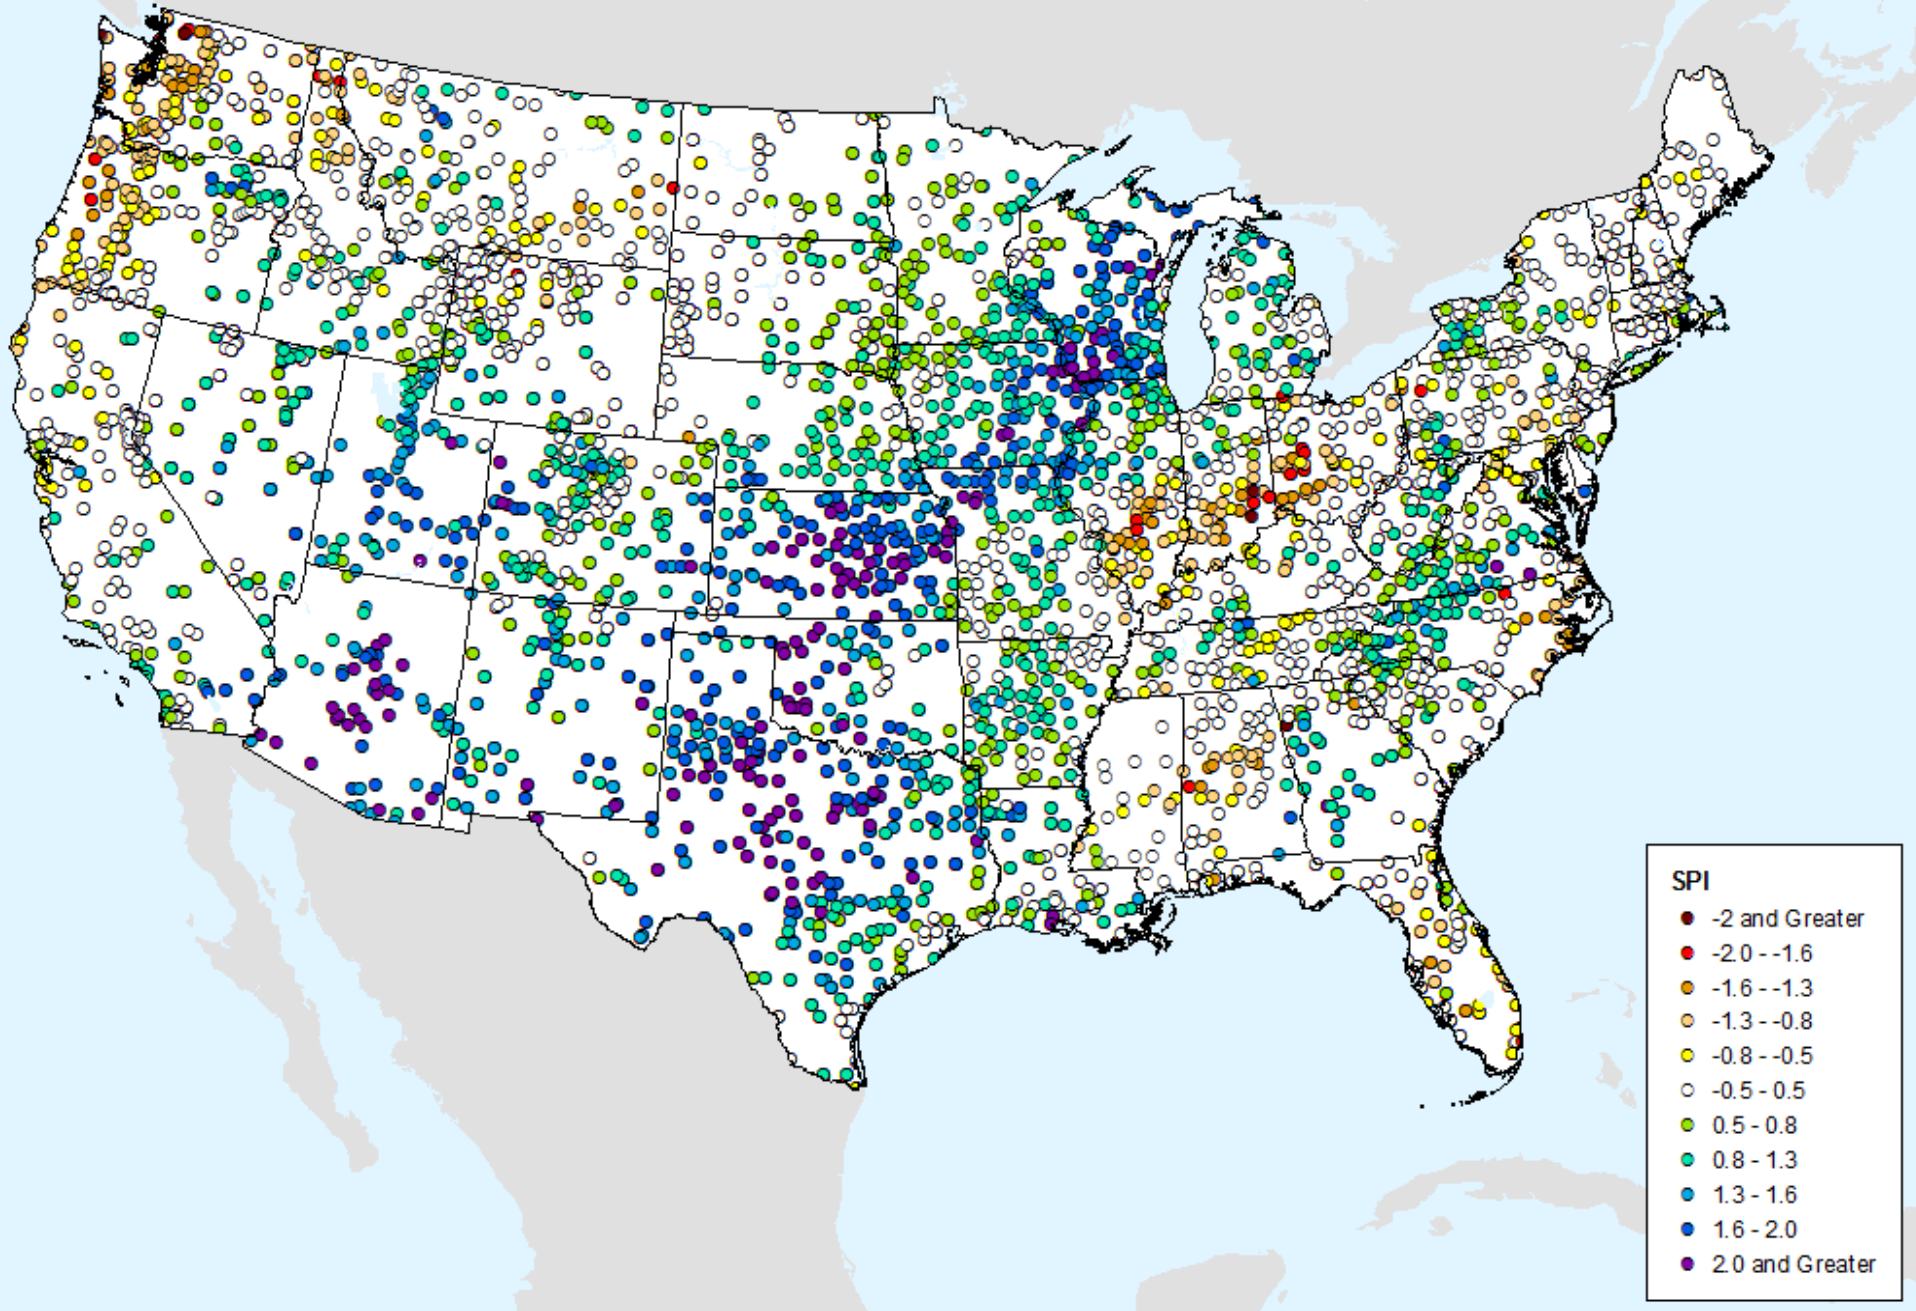 SPI
-2 and Greater
-2.0 - -1.6
-1.6 - -1.3
-1.3 - -0.8
-0.8 - -0.5
-0.5 - 0.5
0.5 - 0.8
0.8 - 1.3
1.3 - 1.6
1.6 - 2.0
2.0 and Greater